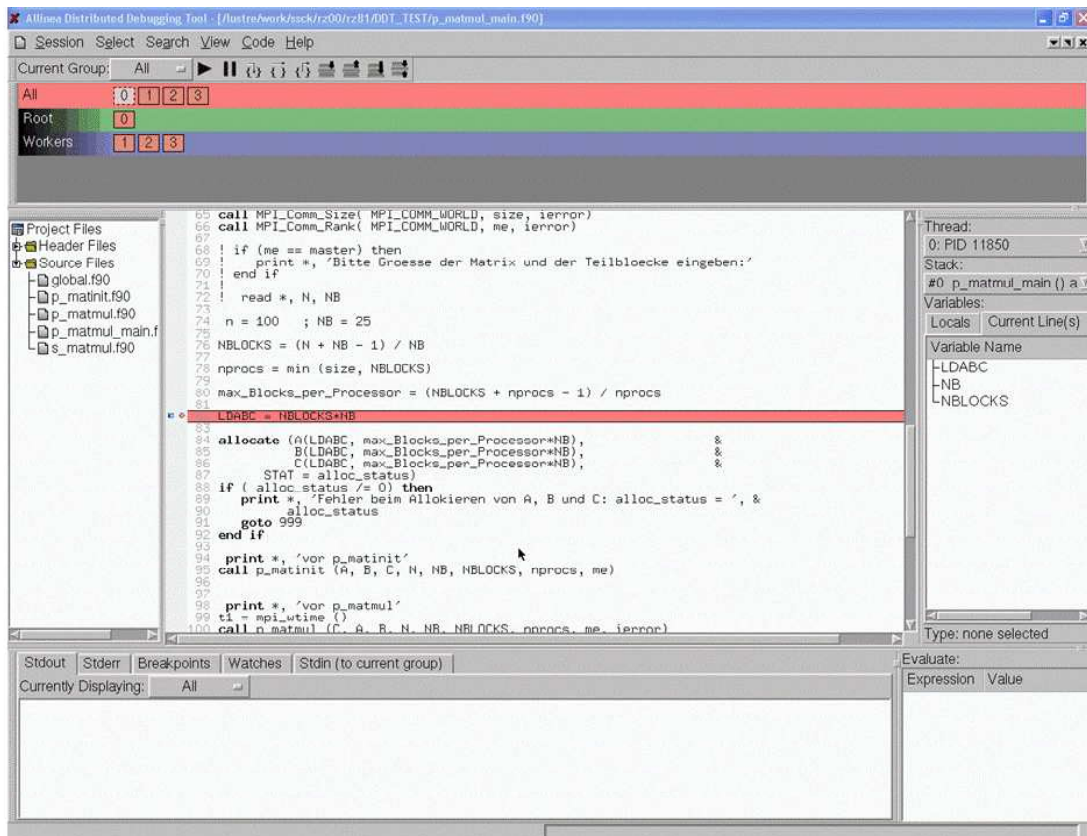 Allinea Distributed Debugging Tool - [/lustre/work/ssck/rz00/rz81/DDT_TEST/p_matmul_main.f90]
Session Select Search View Code Help
Current Group: All
All 0 1 2 3
Root 0
Workers 1 2 3
Project Files
Header Files
Source Files
global.f90
p_matinit.f90
p_matmul.f90
p_matmul_main.f
s_matmul.f90
65 call MPI_Comm_Size( MPI_COMM_WORLD, size, ierror)
66 call MPI_Comm_Rank( MPI_COMM_WORLD, me, ierror)
67
68 ! if (me == master) then
69 !    print *, 'Bitte Groesse der Matrix und der Teilbloecke eingeben:'
70 ! end if
71 !
72 !  read *, N, NB
73
74  n = 100   ; NB = 25
75
76 NBLOCKS = (N + NB - 1) / NB
77
78 nprocs = min (size, NBLOCKS)
79
80 max_Blocks_per_Processor = (NBLOCKS + nprocs - 1) / nprocs
81
LDABC = NBLOCKS*NB
83
84 allocate (A(LDABC, max_Blocks_per_Processor*NB), &
85 B(LDABC, max_Blocks_per_Processor*NB), &
86 C(LDABC, max_Blocks_per_Processor*NB), &
87 STAT = alloc_status)
88 if ( alloc_status /= 0) then
89 print *, 'Fehler beim Allokieren von A, B und C: alloc_status = ', &
90 alloc_status
91 goto 999
92 end if
93
94 print *, 'vor p_matinit'
95 call p_matinit (A, B, C, N, NB, NBLOCKS, nprocs, me)
96
97
98 print *, 'vor p_matmul'
99 t1 = mpi_wtime ()
100 call p_matmul (C, A, B, N, NB, NBLOCKS, nprocs, me, ierror)
Thread:
0: PID 11850
Stack:
#0 p_matmul_main () a
Variables:
Locals Current Line(s)
Variable Name
LDABC
NB
NBLOCKS
Type: none selected
Stdout Stderr Breakpoints Watches Stdin (to current group)
Currently Displaying: All
Evaluate:
Expression Value